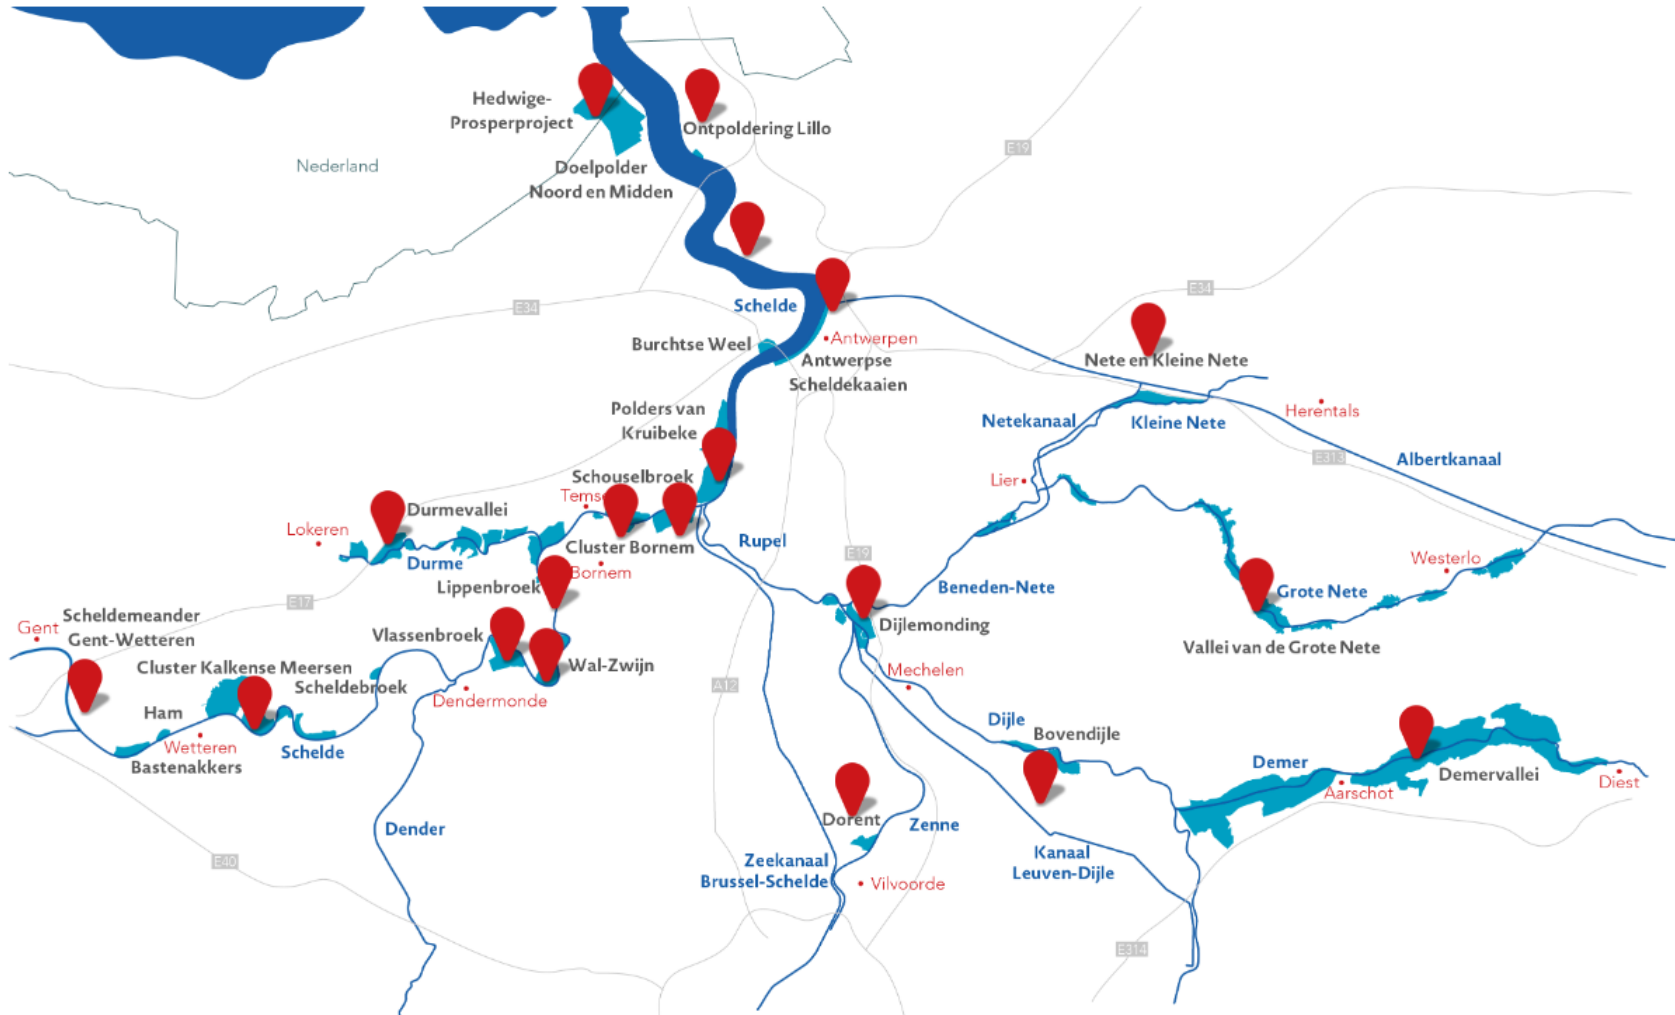 Hedwige-
Prosperproject
Ontpoldering Lillo
E19
Nederland
Doelpolder
Noord en Midden
E34
Schelde
E34
Burchtse Weel
Antwerpen
Antwerpse
Scheldekaaien
Nete en Kleine Nete
Polders van
Kruibeke
Netekanaal
Kleine Nete
Herentals
E313
Albertkanaal
Schouselbroek
Lier
Durmevallei
Lokeren
Cluster Bornem
Rupel
E19
Durme
Bornem
Westerlo
Lippenbroek
Beneden-Nete
Grote Nete
E17
Scheldemeander
Gent-Wetteren
Gent
Vlassenbroek
Dijlemonding
Vallei van de Grote Nete
Cluster Kalkense Meersen
Wal-Zwijn
Scheldebroek
Mechelen
A12
Dendermonde
Ham
Dijle
Bovendijle
Wetteren
Schelde
Bastenakkers
Demer
Demervallei
Aarschot
Diest
Dorent
Dender
Zenne
E40
Zeekanaal
Brussel-Schelde
Vilvoorde
Kanaal
Leuven-Dijle
E314